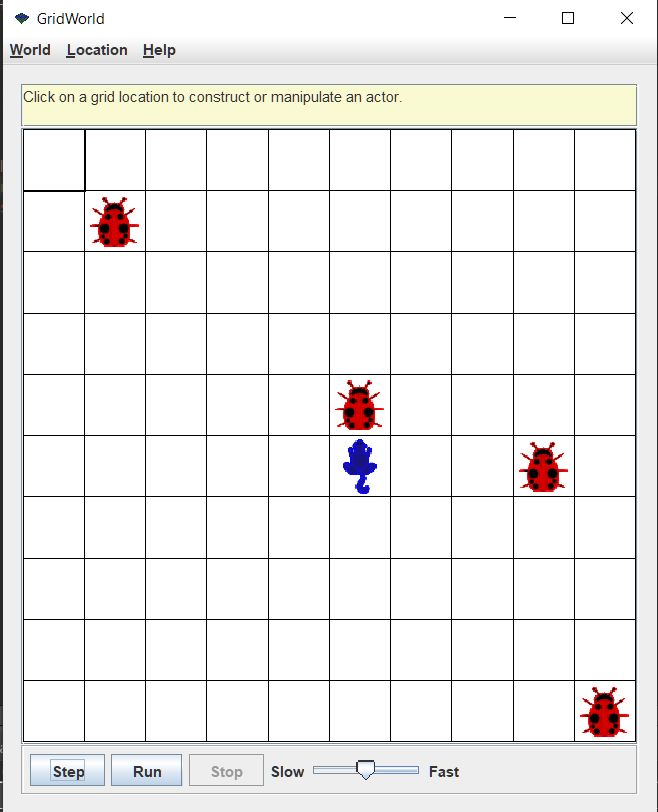 GridWorld
World Location Help
Click on a grid location to construct or manipulate an actor.
Step Run Stop Slow Fast